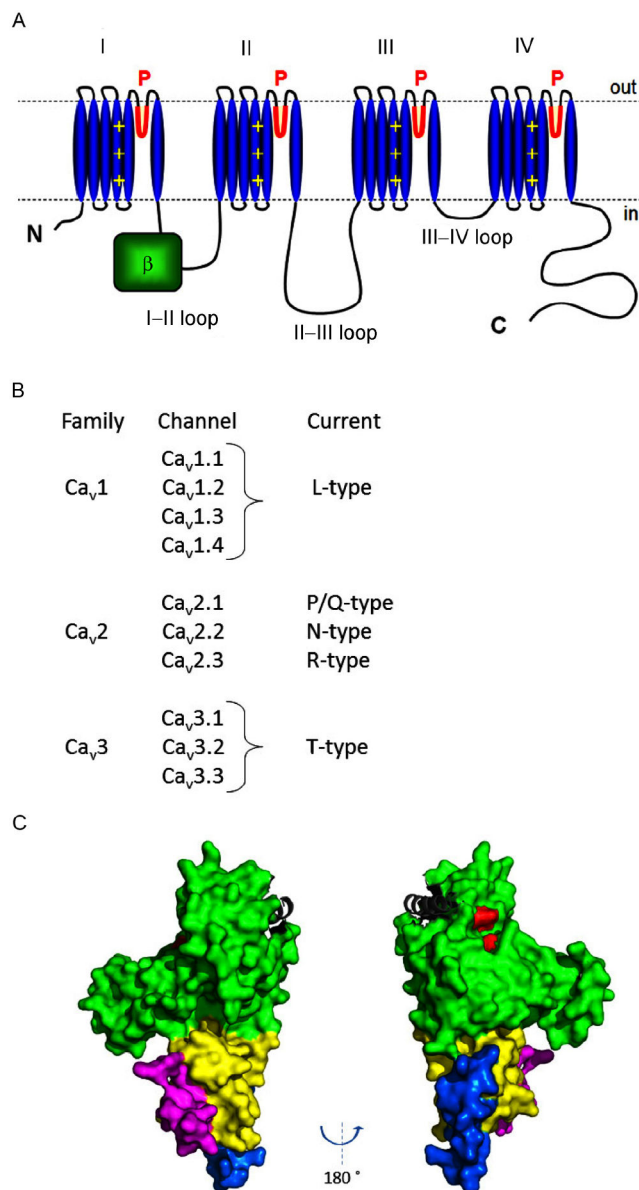 A
I II III IV
P P P P
out
+ + + +
+ + + +
+ + + +
in
N
β
III–IV loop
I–II loop
II–III loop
C
B
Family Channel Current
Cav1.1
Cav1 Cav1.2 L-type
Cav1.3
Cav1.4
Cav2.1 P/Q-type
Cav2 Cav2.2 N-type
Cav2.3 R-type
Cav3.1
Cav3 Cav3.2 T-type
Cav3.3
C
180 °